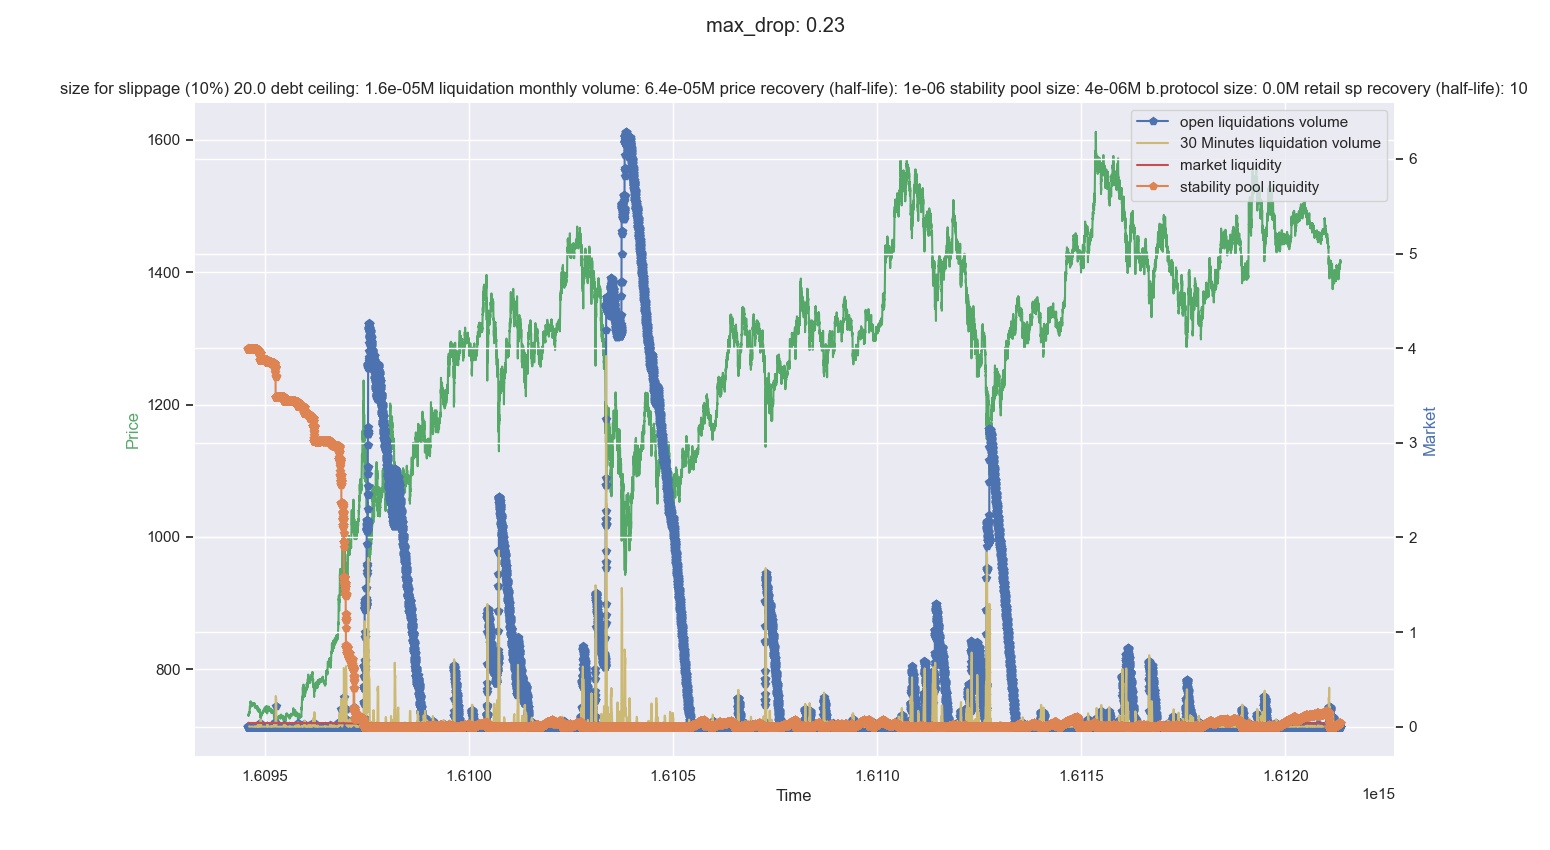 max_drop: 0.23
size for slippage (10%) 20.0 debt ceiling: 1.6e-05M liquidation monthly volume: 6.4e-05M price recovery (half-life): 1e-06 stability pool size: 4e-06M b.protocol size: 0.0M retail sp recovery (half-life): 10
open liquidations volume
30 Minutes liquidation volume
market liquidity
stability pool liquidity
1600
1400
1200
1000
800
Price
6
5
4
3
2
1
0
Market
1.6095
1.6100
1.6105
1.6110
1.6115
1.6120
Time
1e15